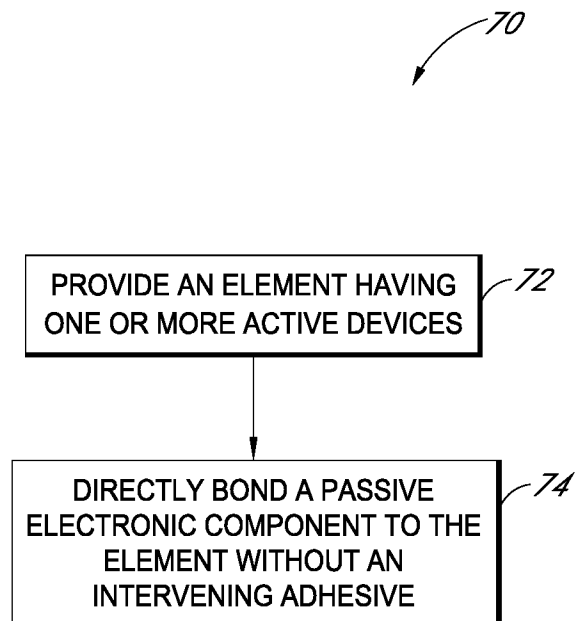 70
PROVIDE AN ELEMENT HAVING
ONE OR MORE ACTIVE DEVICES
72
DIRECTLY BOND A PASSIVE
ELECTRONIC COMPONENT TO THE
ELEMENT WITHOUT AN
INTERVENING ADHESIVE
74